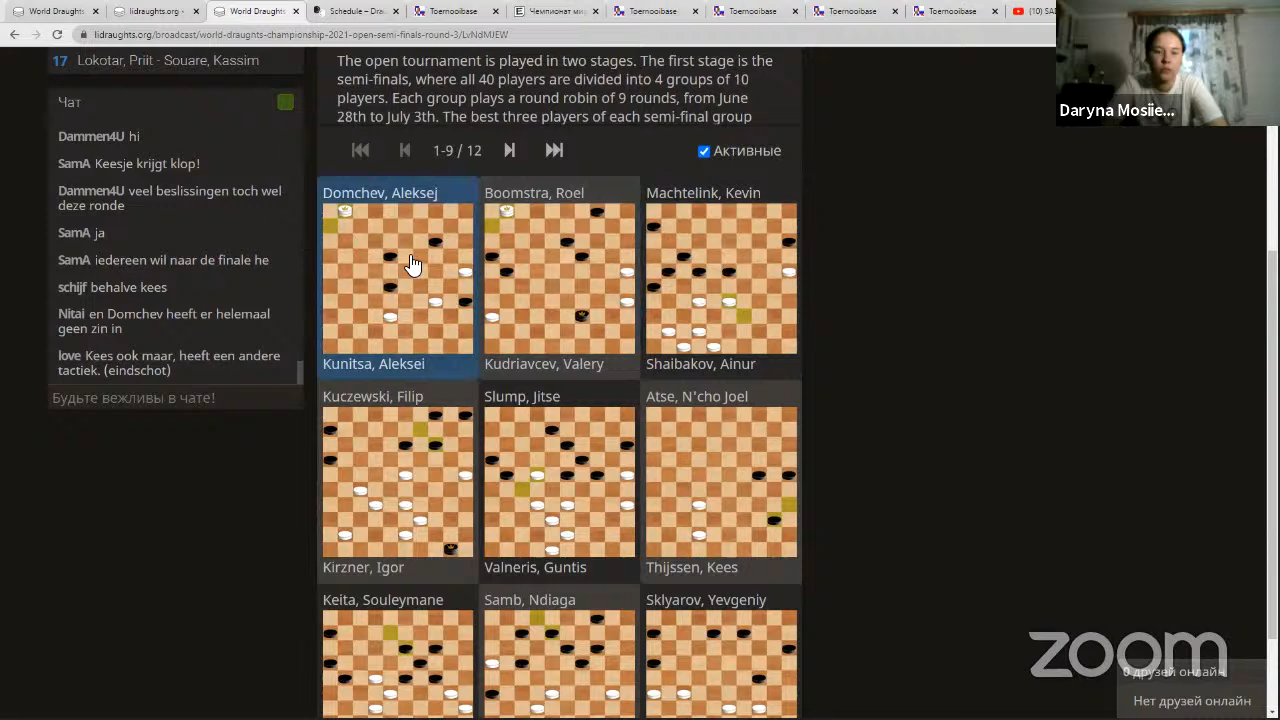 World Draughts
lidraughts.org
World Draughts
Schedule – Dra
Toernooibase
Чемпионат ми
Toernooibase
Toernooibase
Toernooibase
Toernooibase
lidraughts.org/broadcast/world-draughts-championship-2021-open-semi-finals-round-3/
17 Lokotar, Priit - Souare, Kassim
Чат
Dammen4U hi
SamA Keesje krijgt klop!
Dammen4U veel beslissingen toch wel
deze ronde
SamA ja
SamA iedereen wil naar de finale he
schijf behalve kees
Nitai en Domchev heeft er helemaal
geen zin in
love Kees ook maar, heeft een andere
tactiek. (eindschot)
Будьте вежливы в чате!
The open tournament is played in two stages. The first stage is the
semi-finals, where all 40 players are divided into 4 groups of 10
players. Each group plays a round robin of 9 rounds, from June
28th to July 3th. The best three players of each semi-final group
1-9 / 12
Активные
Domchev, Aleksej
Boomstra, Roel
Machtelink, Kevin
Kunitsa, Aleksei
Kudriavcev, Valery
Shaibakov, Ainur
Kuczewski, Filip
Slump, Jitse
Atse, N'cho Joel
Kirzner, Igor
Valneris, Guntis
Thijssen, Kees
Keita, Souleymane
Samb, Ndiaga
Sklyarov, Yevgeniy
Daryna Mosiie...
zoom
0 друзей онлайн
Нет друзей онлайн